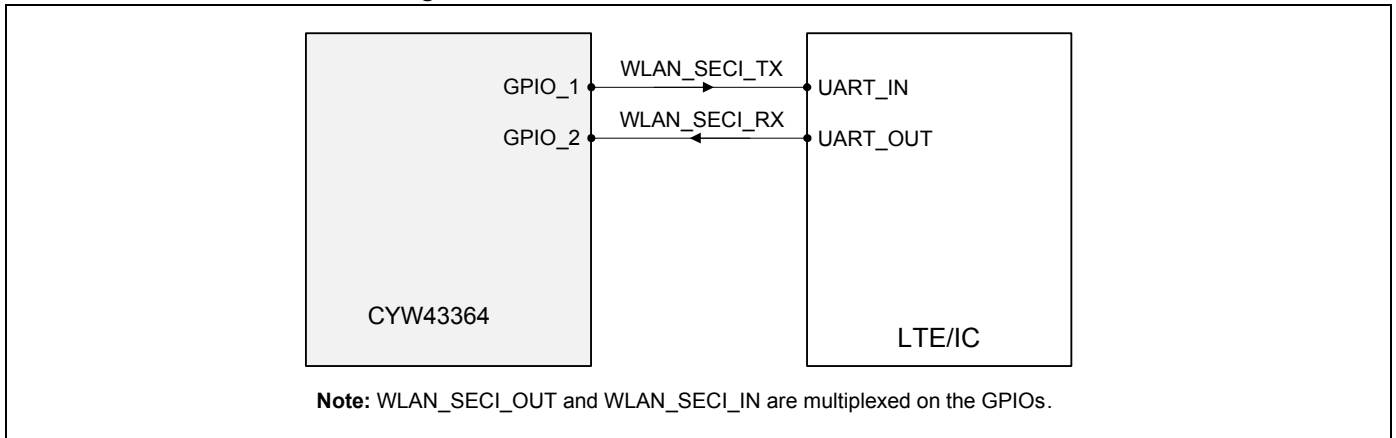 WLAN_SECI_TX
GPIO_1 UART_IN
WLAN_SECI_RX
GPIO_2 UART_OUT
CYW43364
LTE/IC
Note: WLAN_SECI_OUT and WLAN_SECI_IN are multiplexed on the GPIOs.